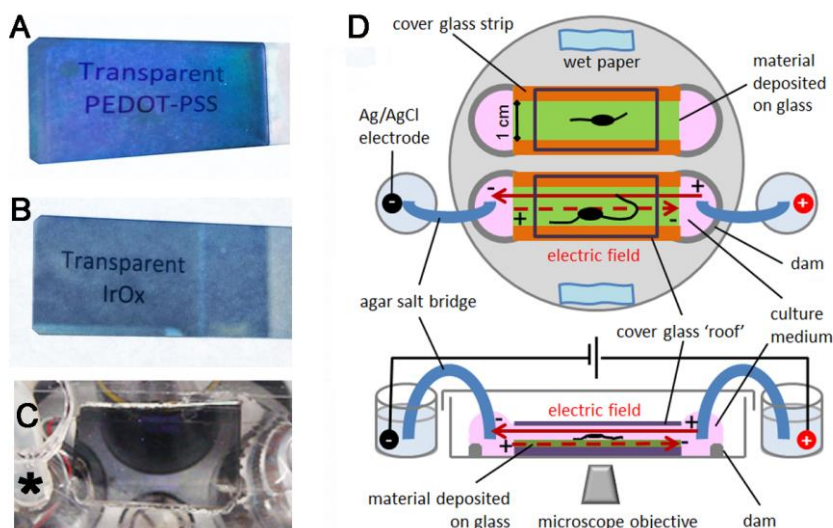 A
Transparent
PEDOT-PSS
B
Transparent
IrOx
C
*
D
cover glass strip
wet paper
material
deposited
on glass
Ag/AgCl
electrode
1 cm
-
+
-
+
+
-
electric field
dam
agar salt bridge
cover glass 'roof'
culture
medium
electric field
-
+
-
+
+
-
material deposited
on glass
microscope objective
dam